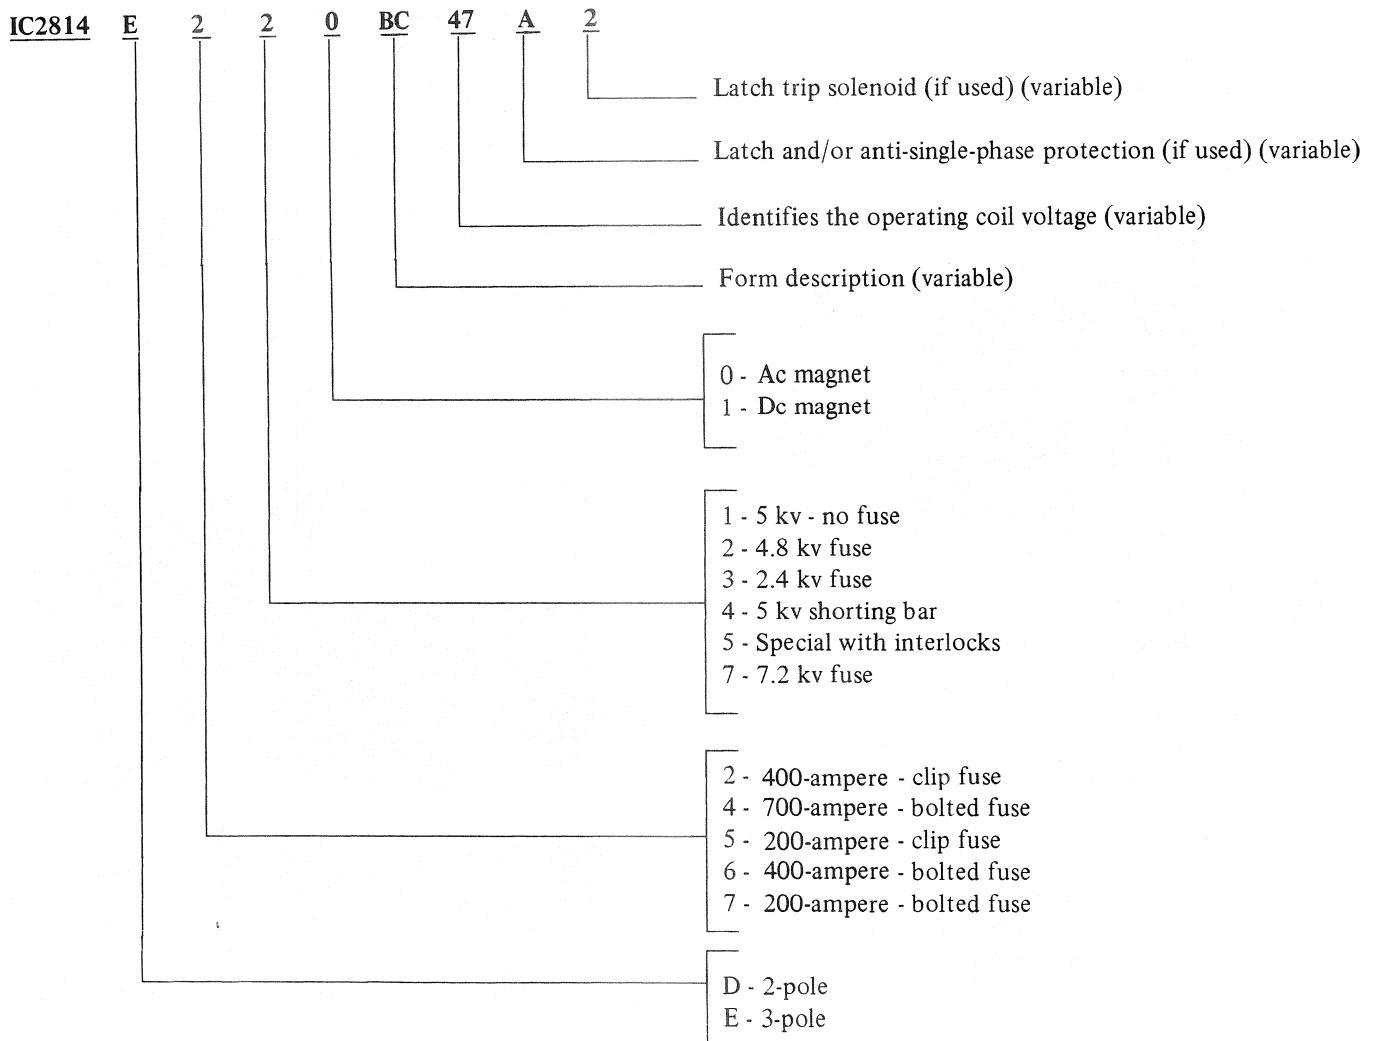 IC2814 E 2 2 0 BC 47 A 2
Latch trip solenoid (if used) (variable)
Latch and/or anti-single-phase protection (if used) (variable)
Identifies the operating coil voltage (variable)
Form description (variable)
0 - Ac magnet
1 - Dc magnet
1 - 5 kv - no fuse
2 - 4.8 kv fuse
3 - 2.4 kv fuse
4 - 5 kv shorting bar
5 - Special with interlocks
7 - 7.2 kv fuse
2 - 400-ampere - clip fuse
4 - 700-ampere - bolted fuse
5 - 200-ampere - clip fuse
6 - 400-ampere - bolted fuse
7 - 200-ampere - bolted fuse
D - 2-pole
E - 3-pole